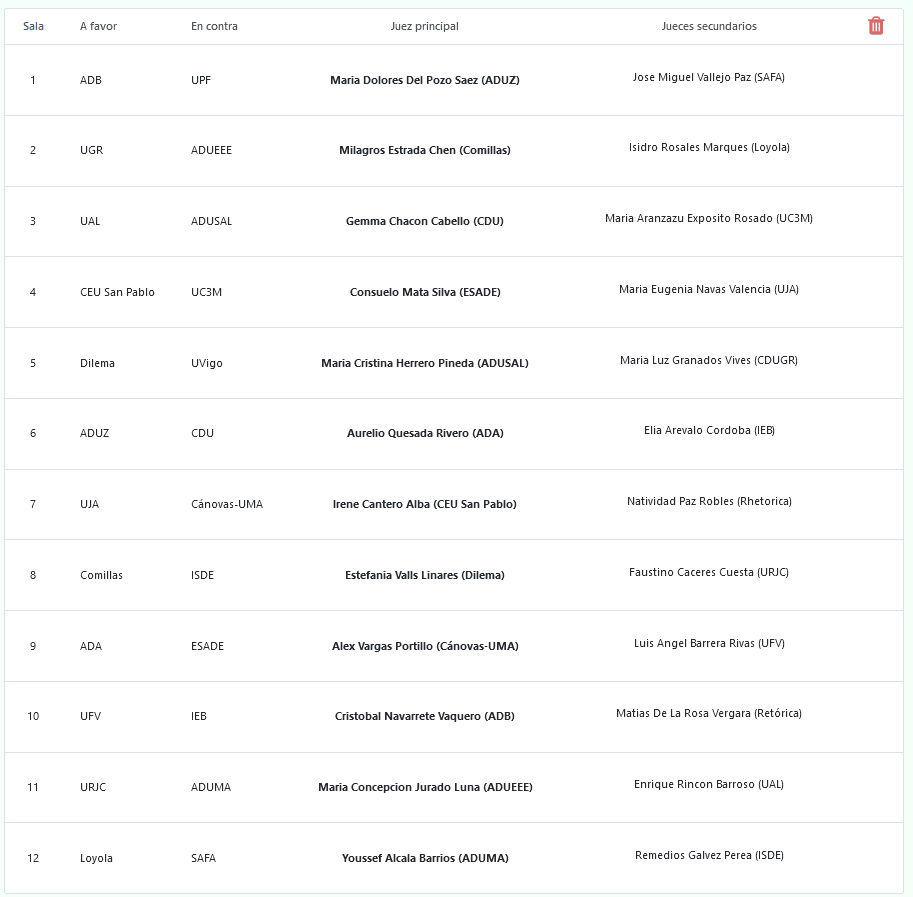 Sala A favor En contra Juez principal Jueces secundarios
1 ADB UPF Maria Dolores Del Pozo Saez (ADUZ) Jose Miguel Vallejo Paz (SAFA)
2 UGR ADUEEE Milagros Estrada Chen (Comillas) Isidro Rosales Marques (Loyola)
3 UAL ADUSAL Gemma Chacon Cabello (CDU) Maria Aranzazu Exposito Rosado (UC3M)
4 CEU San Pablo UC3M Consuelo Mata Silva (ESADE) Maria Eugenia Navas Valencia (UJA)
5 Dilema UVigo Maria Cristina Herrero Pineda (ADUSAL) Maria Luz Granados Vives (CDUGR)
6 ADUZ CDU Aurelio Quesada Rivero (ADA) Elia Arevalo Cordoba (IEB)
7 UJA Cánovas-UMA Irene Cantero Alba (CEU San Pablo) Natividad Paz Robles (Rhetorica)
8 Comillas ISDE Estefania Valls Linares (Dilema) Faustino Caceres Cuesta (URJC)
9 ADA ESADE Alex Vargas Portillo (Cánovas-UMA) Luis Angel Barrera Rivas (UFV)
10 UFV IEB Cristobal Navarrete Vaquero (ADB) Matias De La Rosa Vergara (Retórica)
11 URJC ADUMA Maria Concepcion Jurado Luna (ADUEEE) Enrique Rincon Barroso (UAL)
12 Loyola SAFA Youssef Alcala Barrios (ADUMA) Remedios Galvez Perea (ISDE)